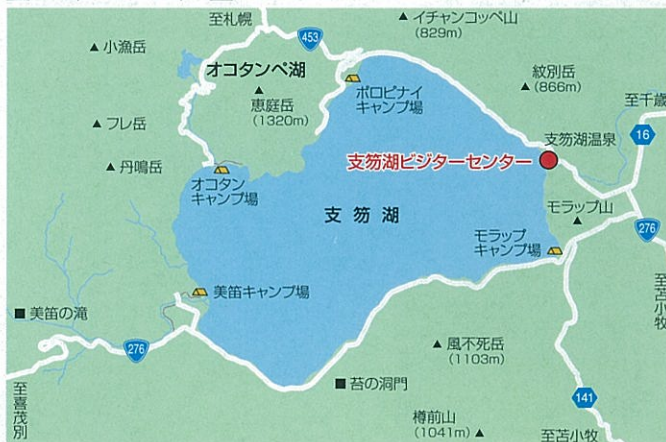 至札幌
453
▲イチャンコッペ山
(829m)
▲小漁岳
オコタンペ湖
紋別岳
▲(866m)
ポロピナイ
キャンプ場
▲
恵庭岳
(1320m)
至千歳
▲フレ岳
16
支笏湖温泉
支笏湖ビジターセンター
▲丹鳴岳
オコタン
キャンプ場
支笏湖
モラップ山
▲
モラップ
キャンプ場
276
至苫小牧
美笛キャンプ場
■美笛の滝
276
▲風不死岳
(1103m)
■苔の洞門
至喜茂別
141
樽前山
(1041m)▲
至苫小牧